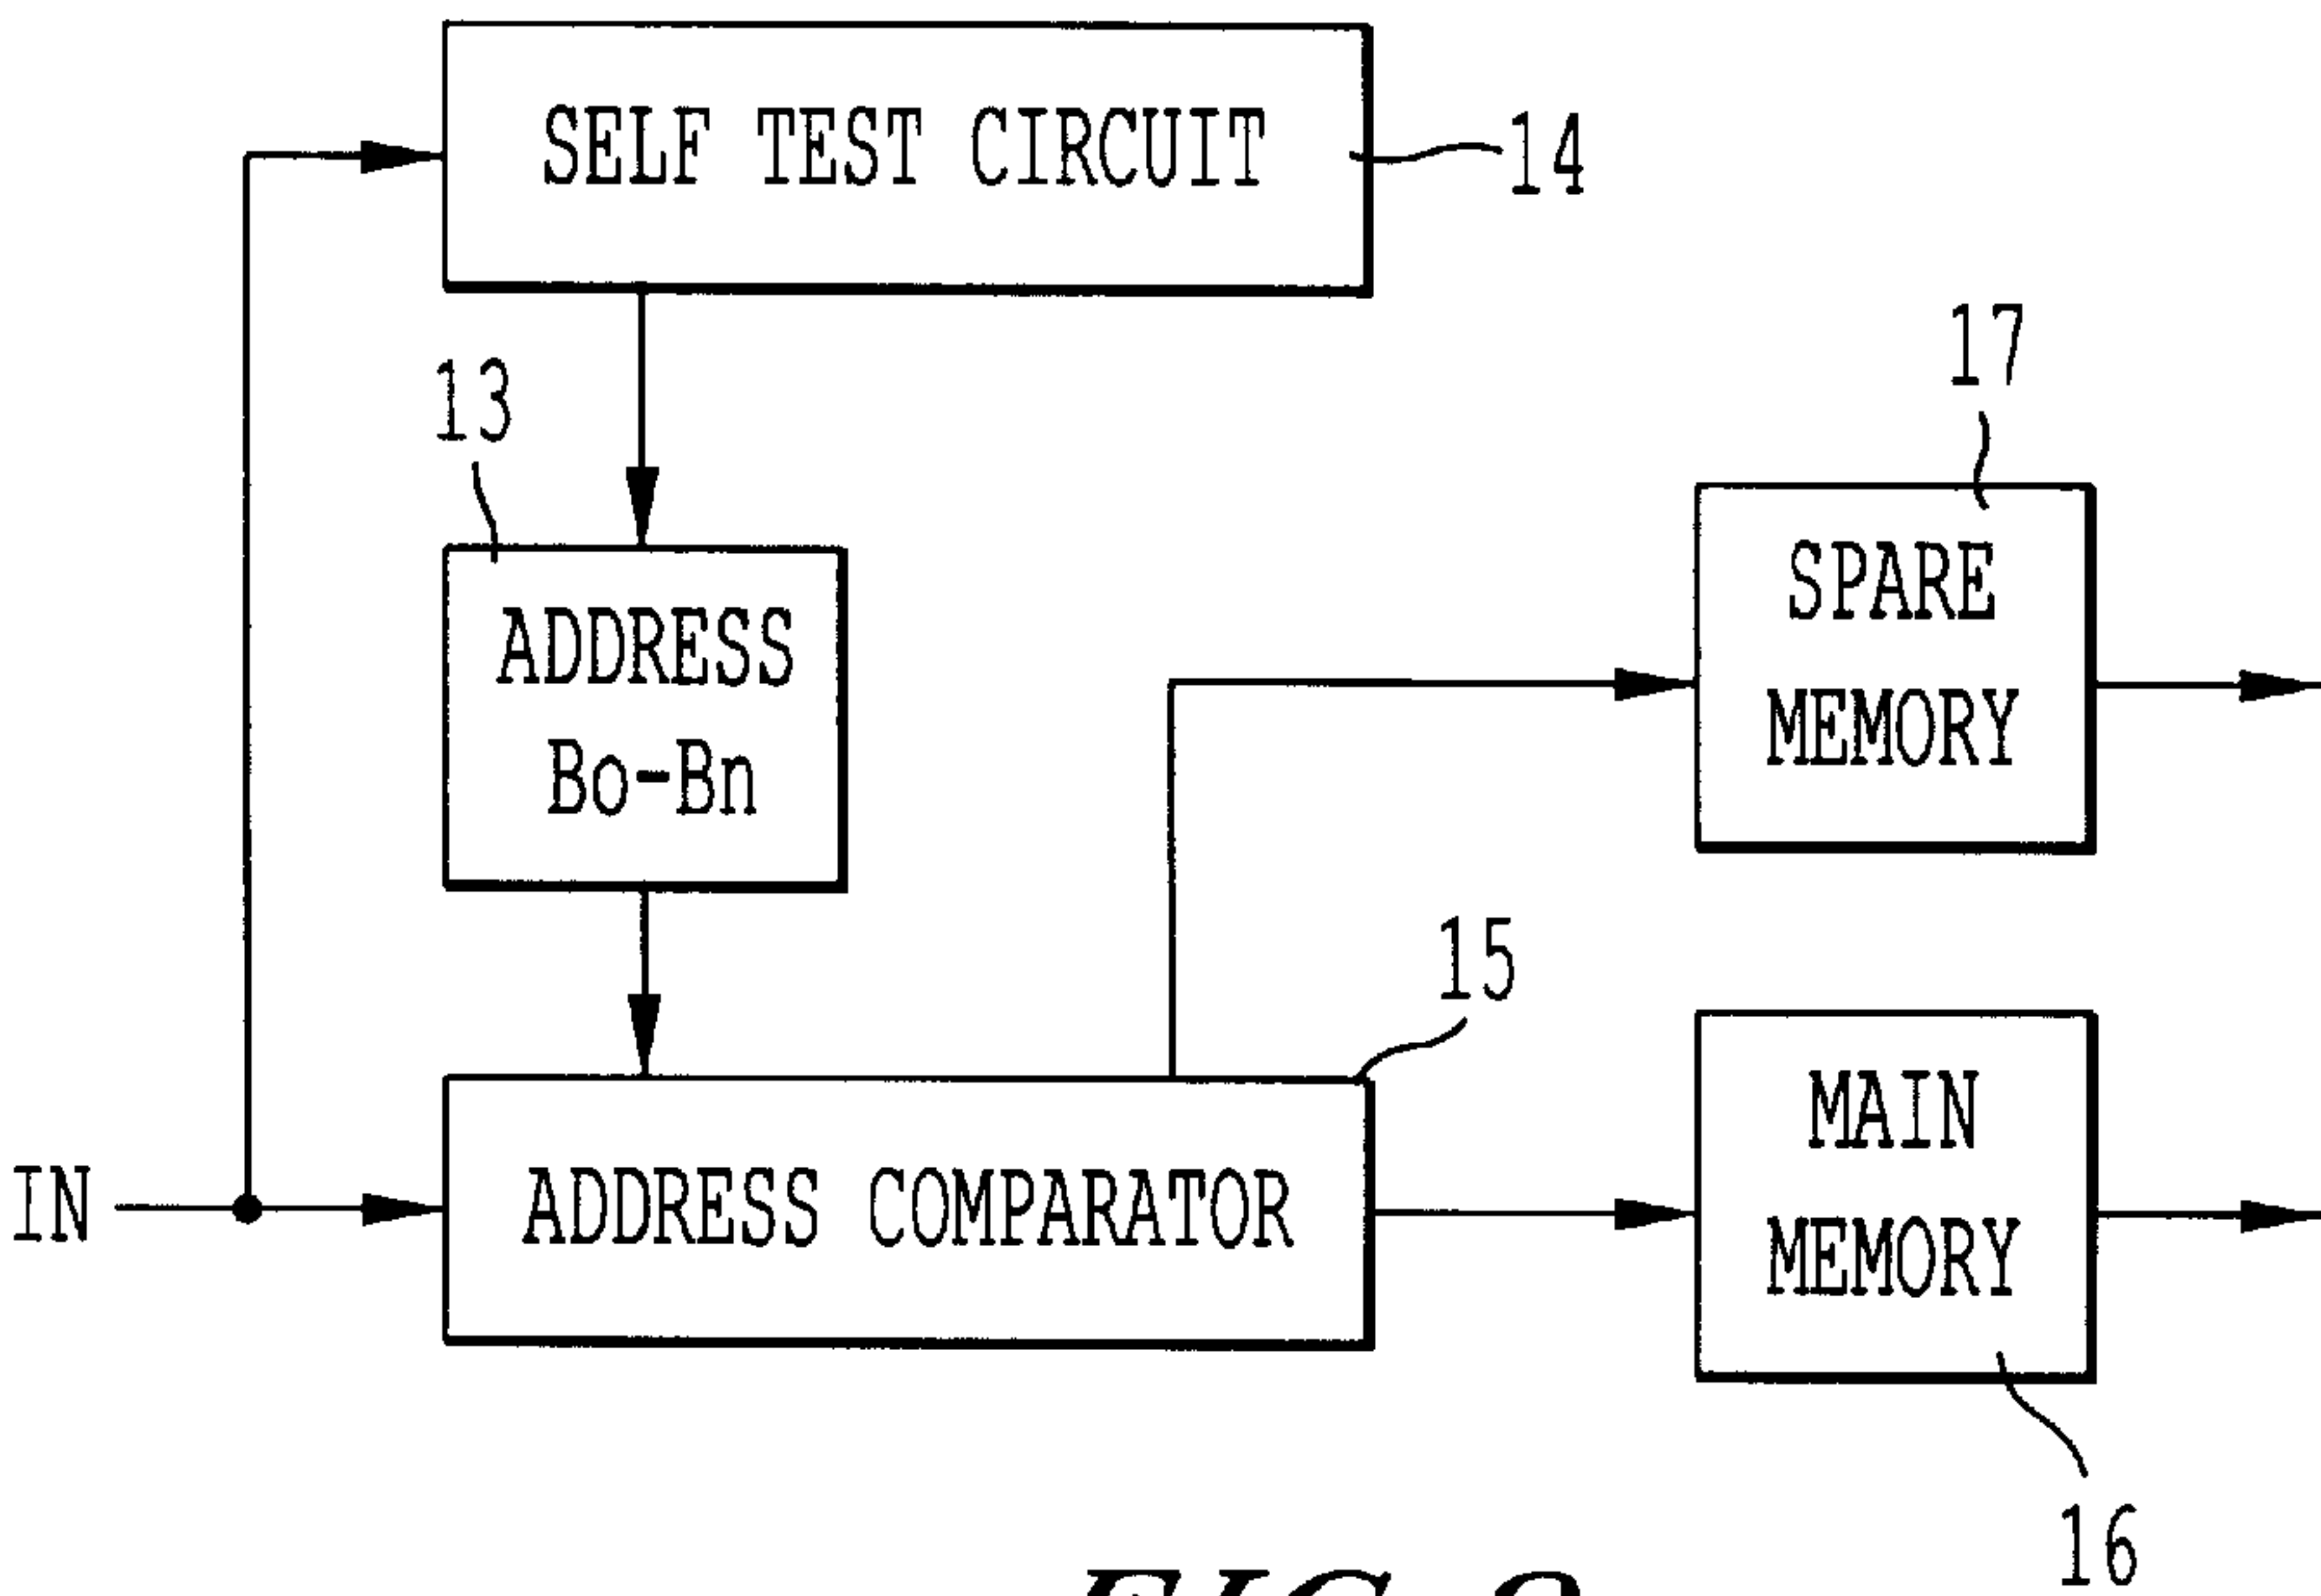 SELF TEST CIRCUIT
14
13
17
ADDRESS
Bo-Bn
SPARE
MEMORY
15
IN
ADDRESS COMPARATOR
MAIN
MEMORY
16